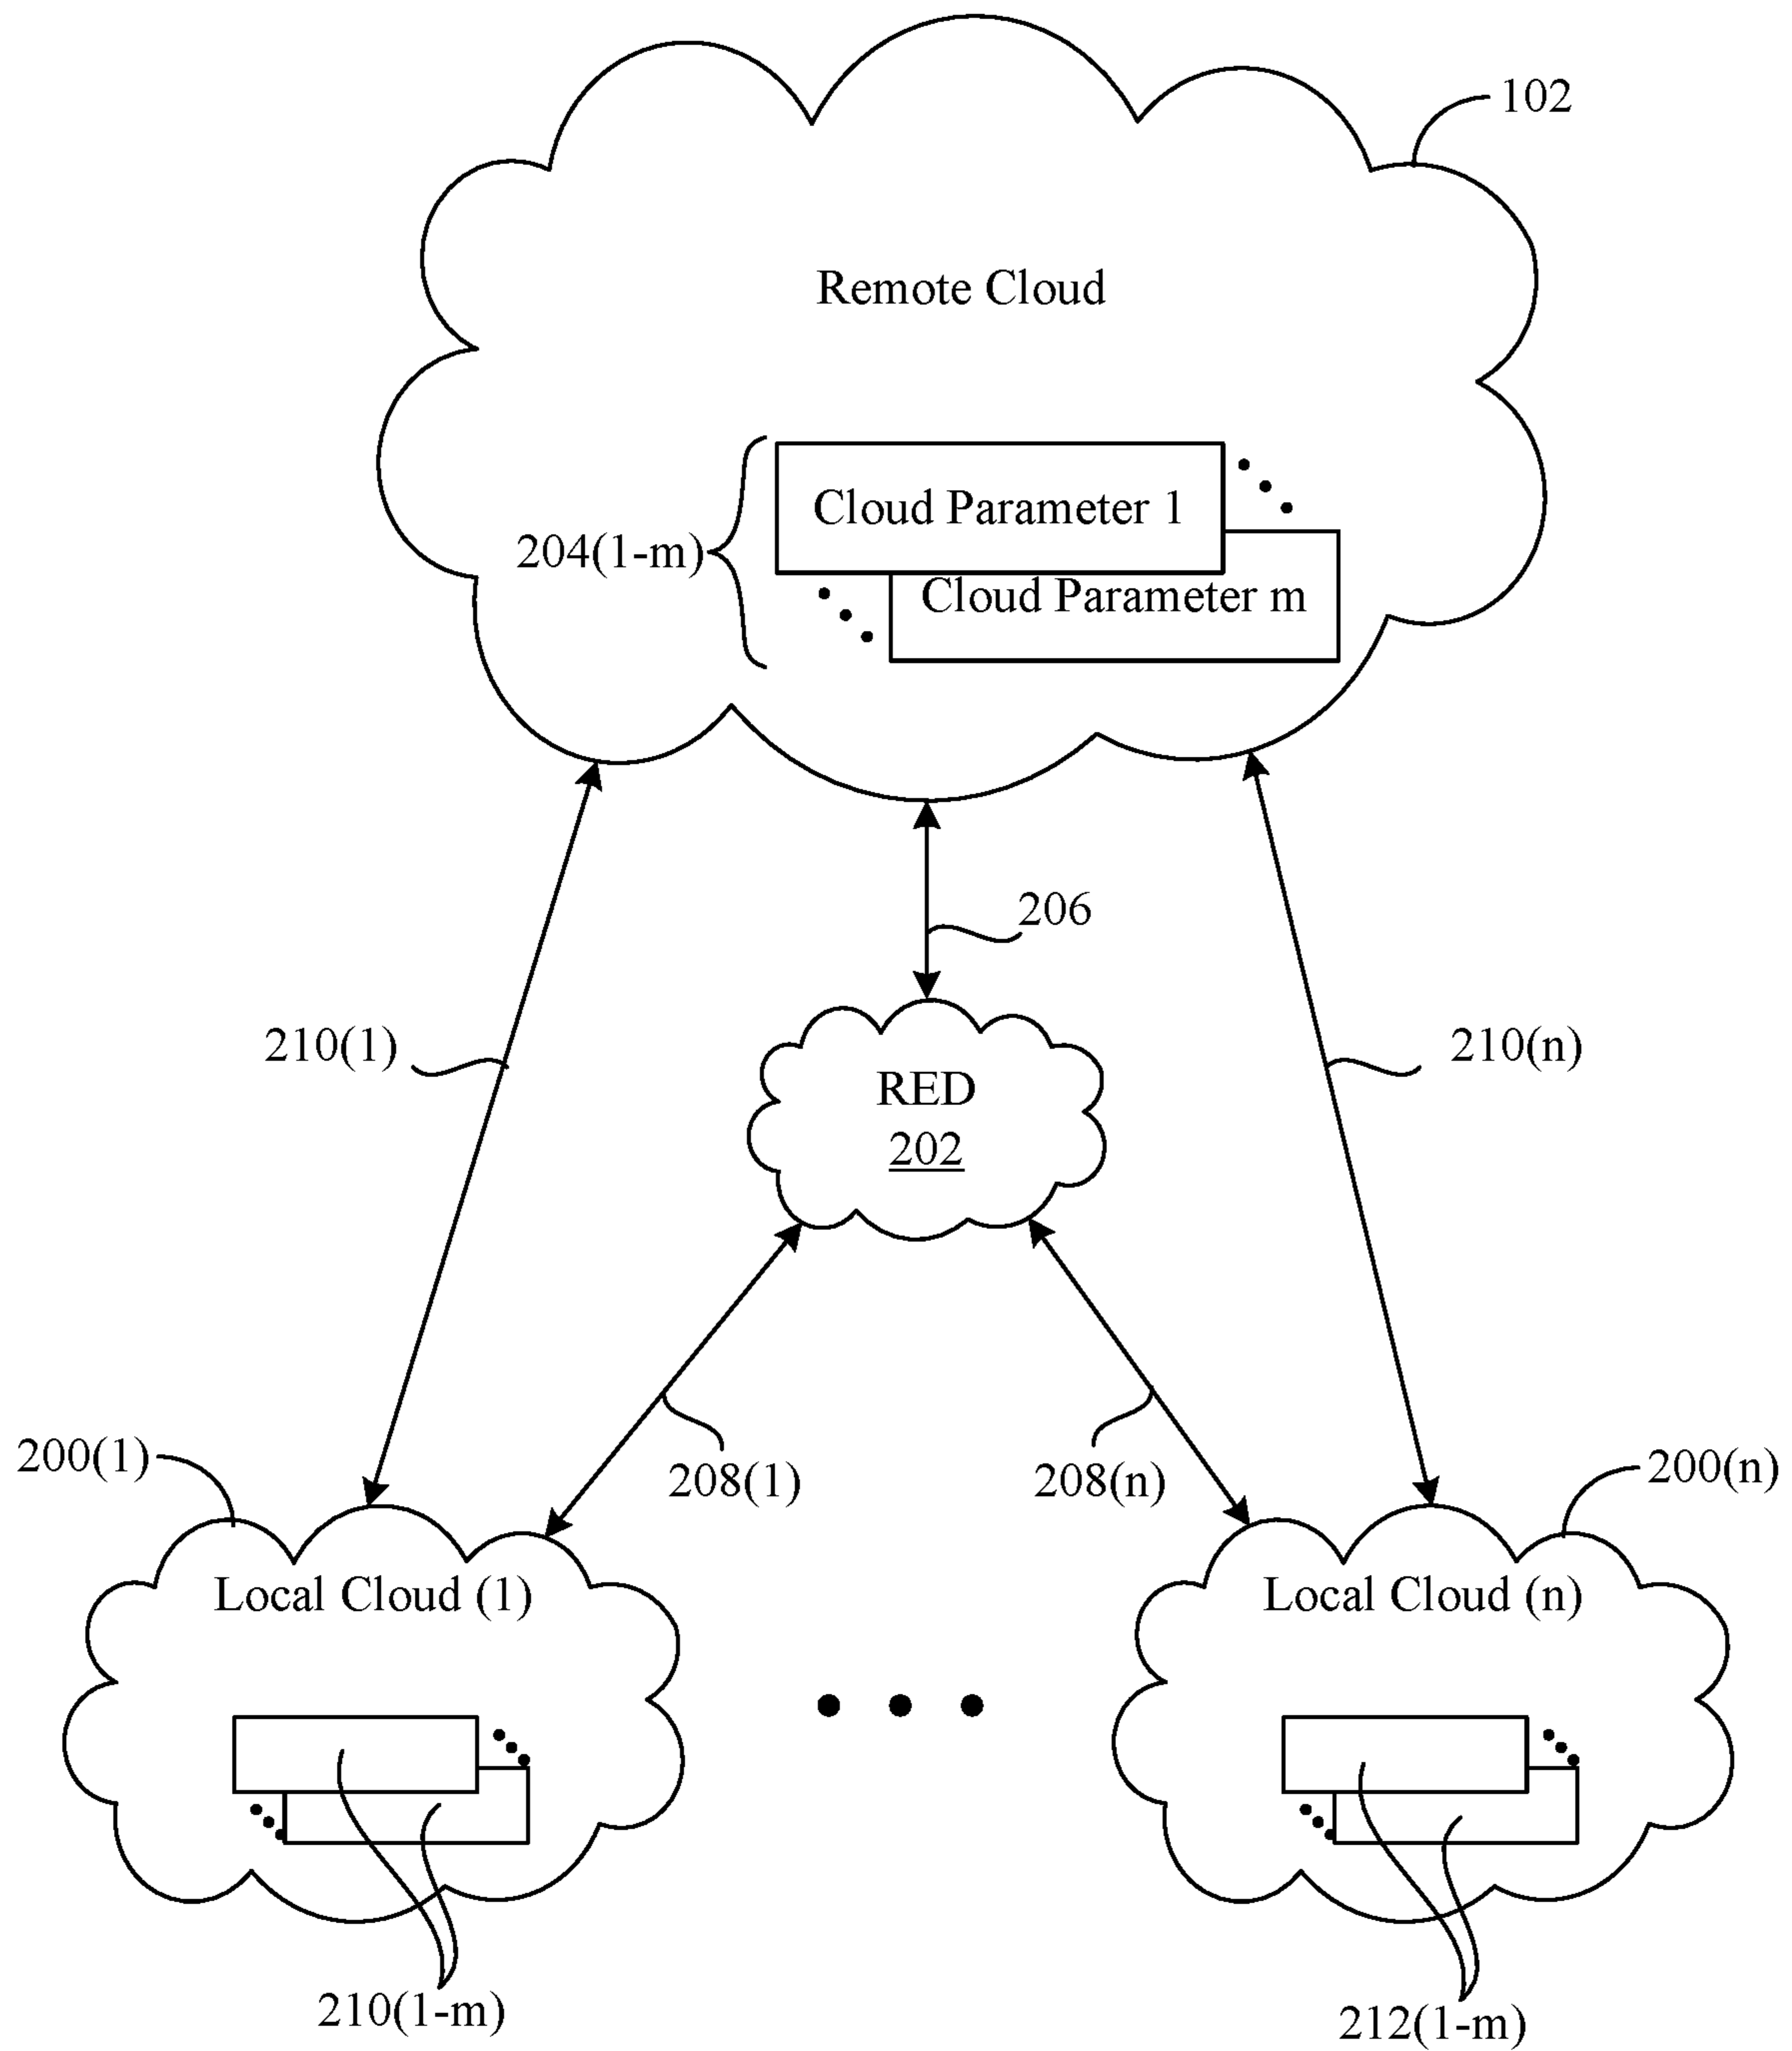 102
Remote Cloud
Cloud Parameter 1
204(1-m)
Cloud Parameter m
206
210(1)
210(n)
RED
202
200(1)
208(1)
208(n)
200(n)
Local Cloud (1)
Local Cloud (n)
210(1-m)
212(1-m)